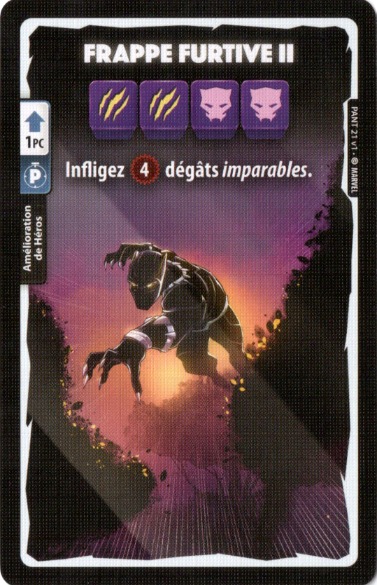 FRAPPE FURTIVE II
Infligez 4 dégâts imparables.
1PC
P
Amélioration
de Héros
PANT 21 v1 - © MARVEL